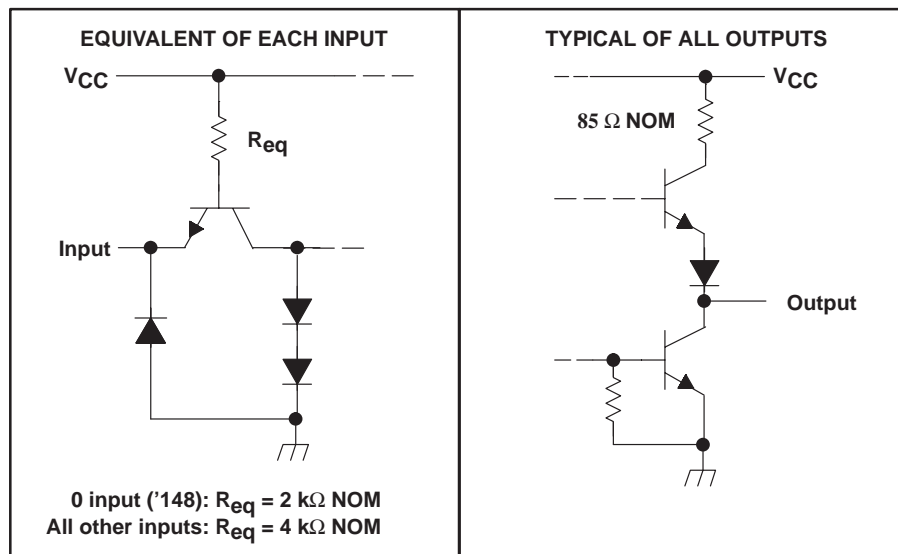 EQUIVALENT OF EACH INPUT
VCC
Req
Input
0 input ('148): Req = 2 kΩ NOM
All other inputs: Req = 4 kΩ NOM
TYPICAL OF ALL OUTPUTS
VCC
85 Ω NOM
Output